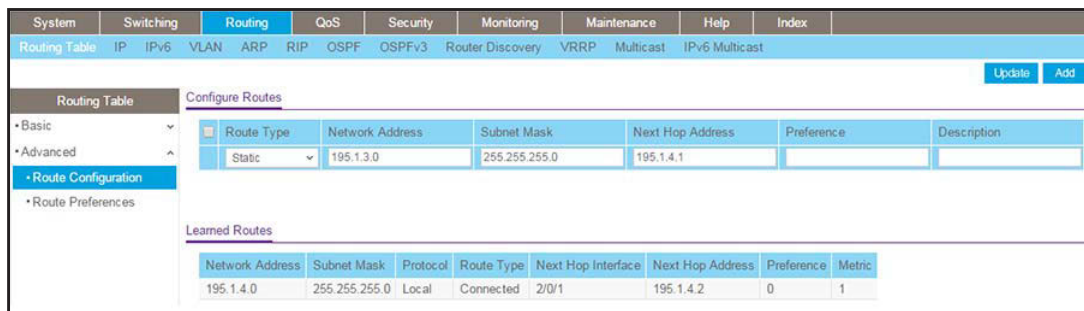 System Switching Routing QoS Security Monitoring Maintenance Help Index
Routing Table IP IPv6 VLAN ARP RIP OSPF OSPFv3 Router Discovery VRRP Multicast IPv6 Multicast
Update Add
Routing Table
•Basic
•Advanced
•Route Configuration
•Route Preferences
Configure Routes
Route Type Network Address Subnet Mask Next Hop Address Preference Description
Static 195.1.3.0 255.255.255.0 195.1.4.1
Learned Routes
Network Address Subnet Mask Protocol Route Type Next Hop Interface Next Hop Address Preference Metric
195.1.4.0 255.255.255.0 Local Connected 2/0/1 195.1.4.2 0 1